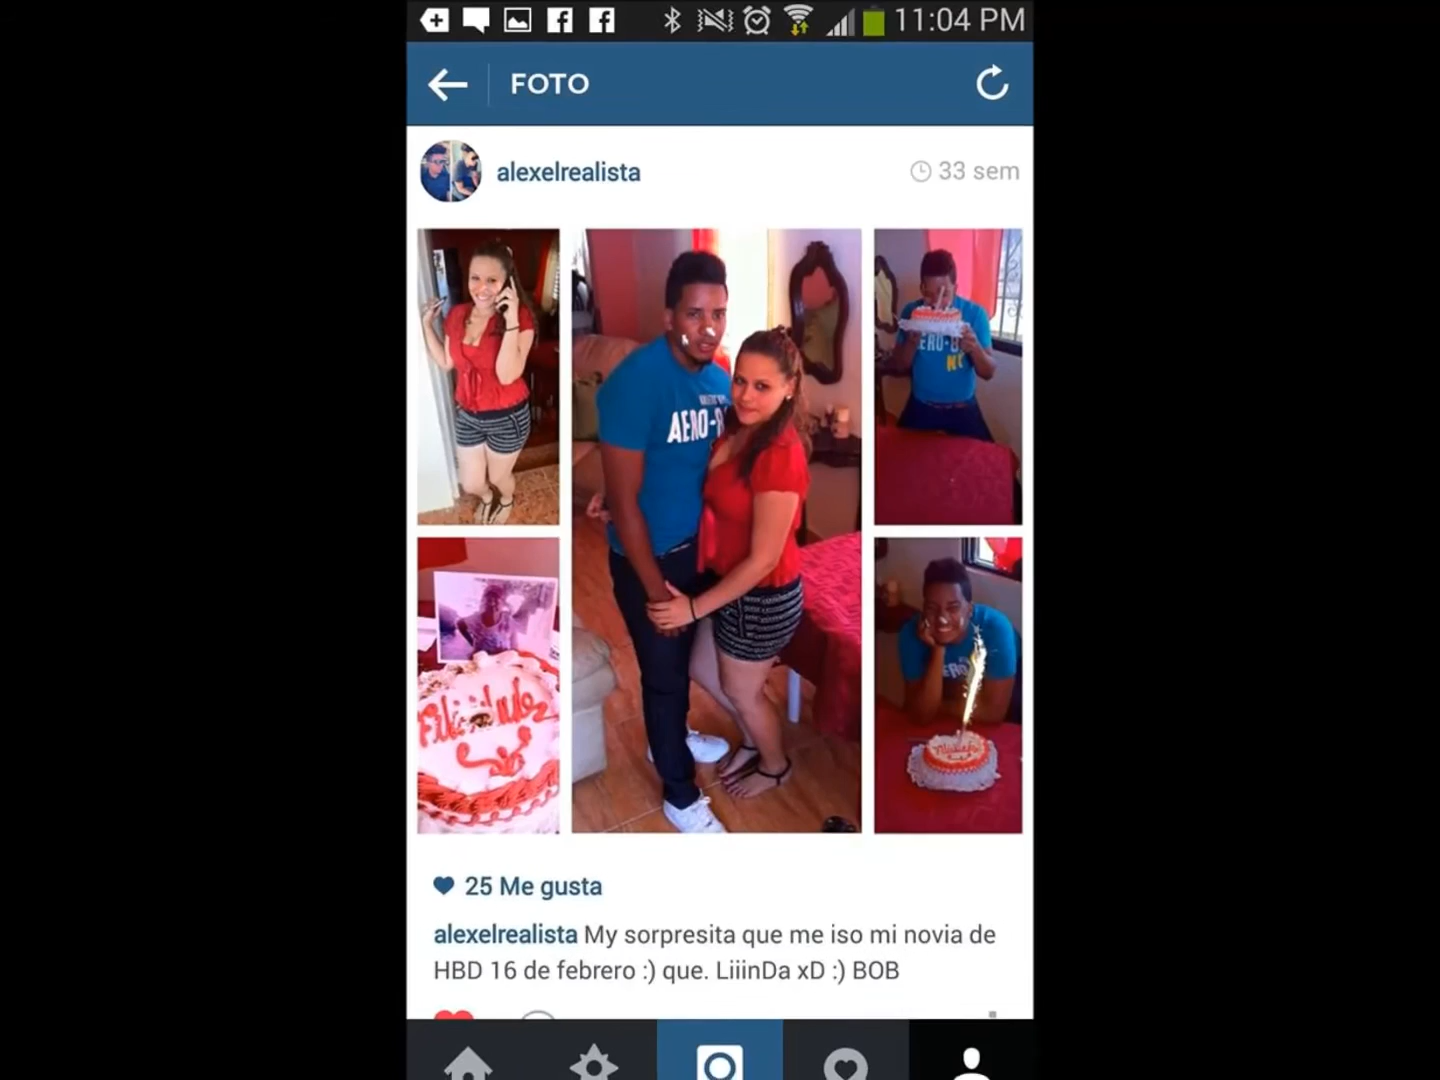 11:04 PM
FOTO
alexelrealista
33 sem
AERO-
25 Me gusta
alexelrealista My sorpresita que me iso mi novia de
HBD 16 de febrero :) que. LiiinDa xD :) BOB